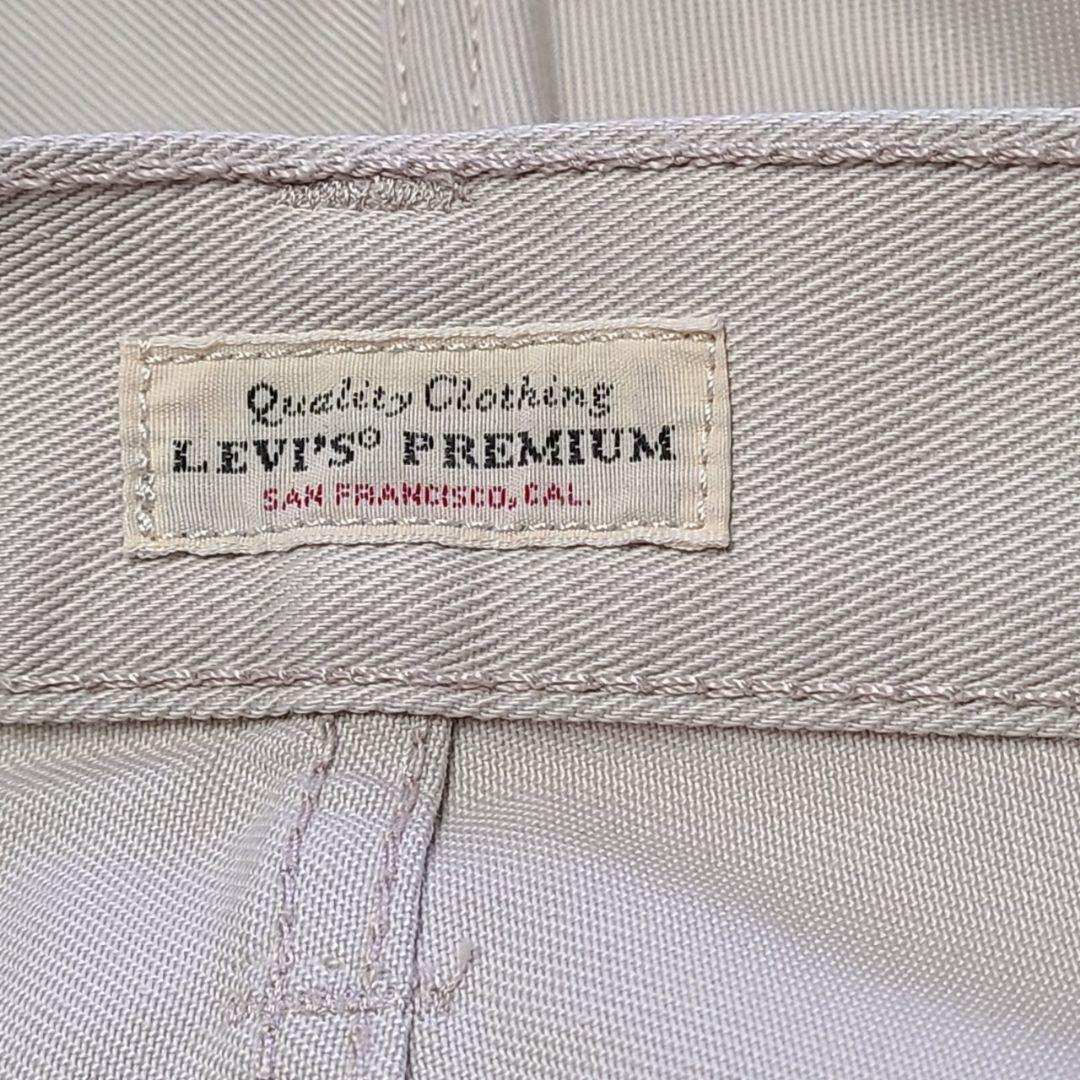 Quality Clothing
LEVI'S® PREMIUM
SAN FRANCISCO, CAL.